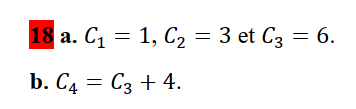 18 a. C₁ = 1, C₂ = 3 et C₃ = 6.
b. C₄ = C₃ + 4.